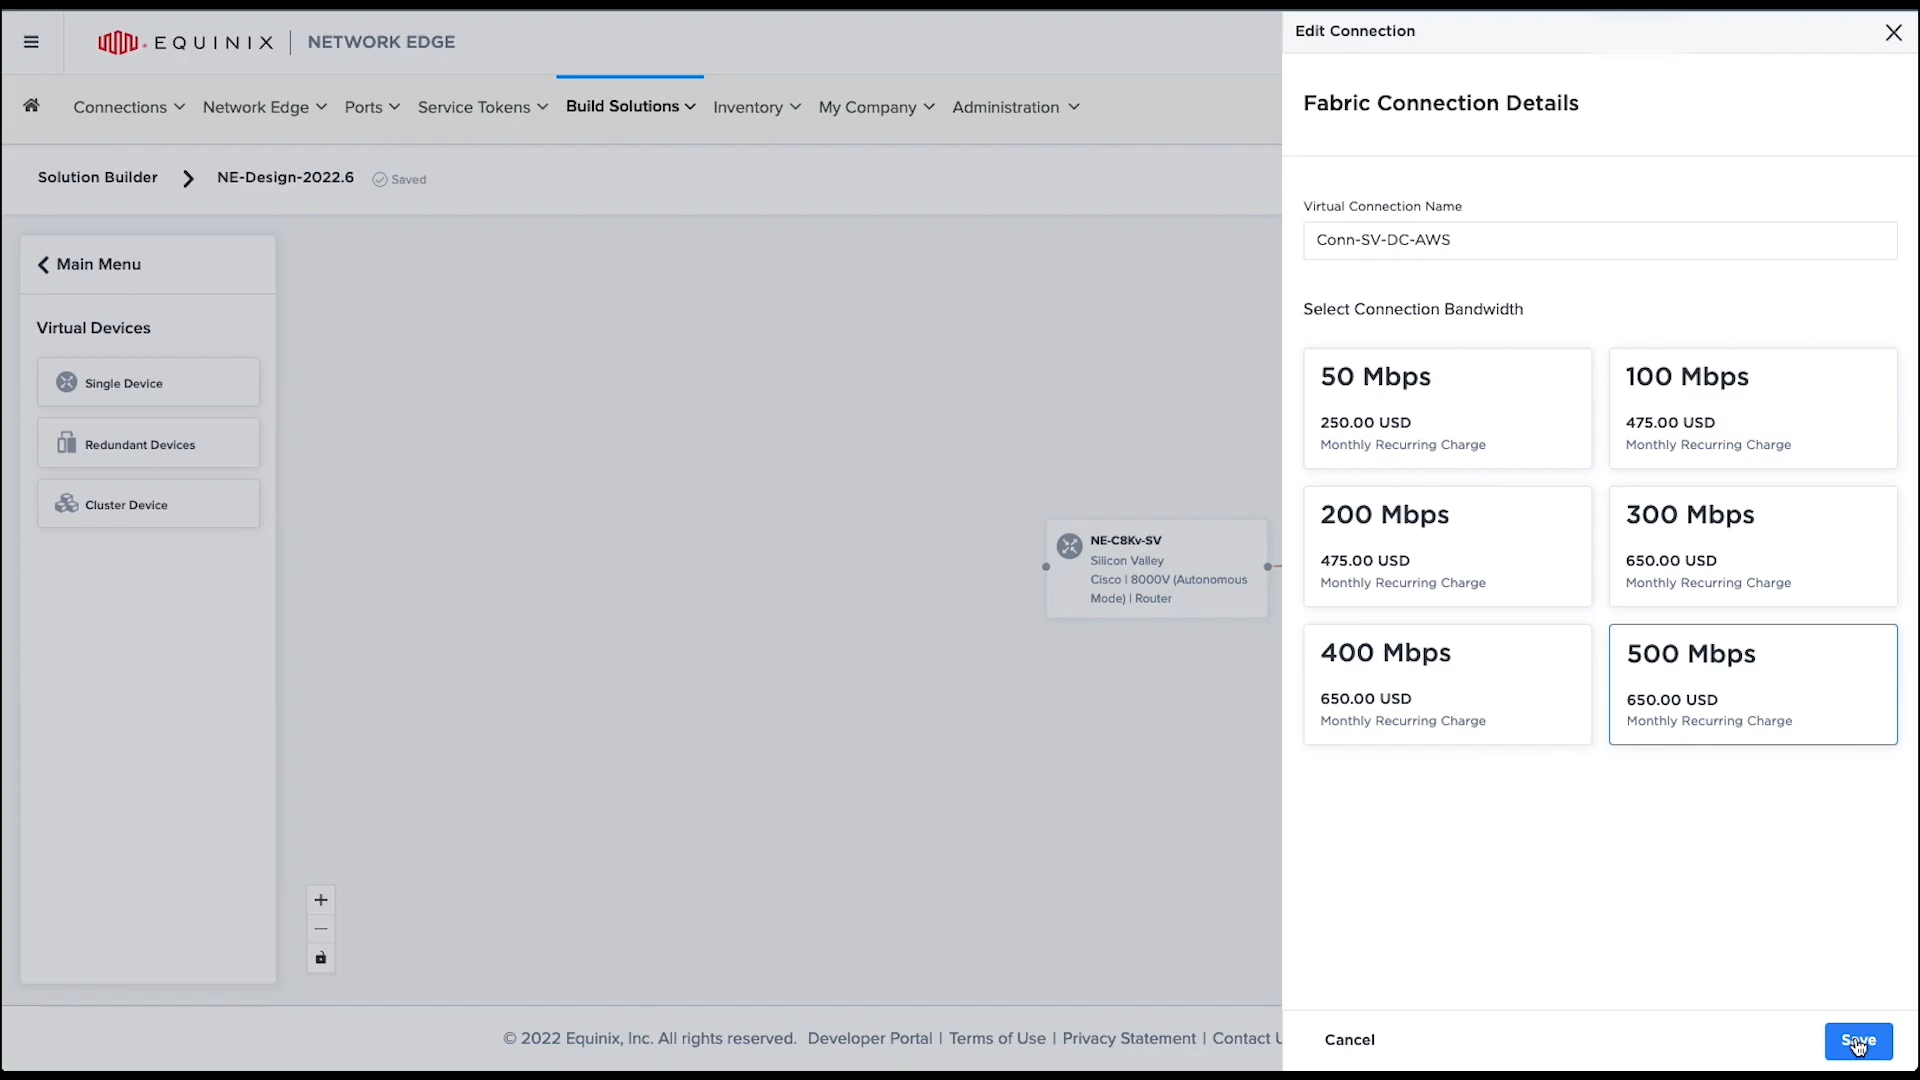 EQUINIX | NETWORK EDGE
Connections Network Edge Ports Service Tokens Build Solutions Inventory My Company Administration
Solution Builder NE-Design-2022.6 Saved
Main Menu
Virtual Devices
Single Device
Redundant Devices
Cluster Device
NE-C8Kv-SV
Silicon Valley
Cisco | 8000V (Autonomous
Mode) | Router
© 2022 Equinix, Inc. All rights reserved. Developer Portal | Terms of Use | Privacy Statement | Contact U
Edit Connection
Fabric Connection Details
Virtual Connection Name
Conn-SV-DC-AWS
Select Connection Bandwidth
50 Mbps
250.00 USD
Monthly Recurring Charge
100 Mbps
475.00 USD
Monthly Recurring Charge
200 Mbps
475.00 USD
Monthly Recurring Charge
300 Mbps
650.00 USD
Monthly Recurring Charge
400 Mbps
650.00 USD
Monthly Recurring Charge
500 Mbps
650.00 USD
Monthly Recurring Charge
Cancel
Save